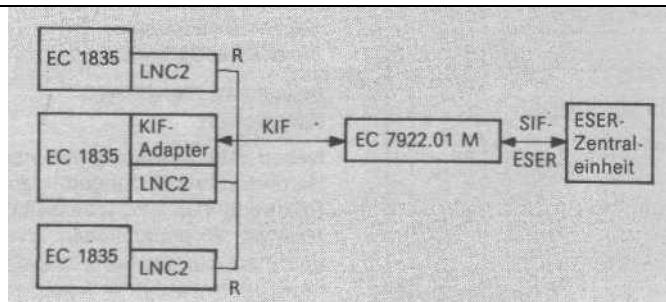 EC 1835
LNC2
R
EC 1835
KIF-
Adapter
LNC2
KIF
EC 7922.01 M
SIF-
ESER
ESER-
Zentral-
einheit
EC 1835
LNC2
R